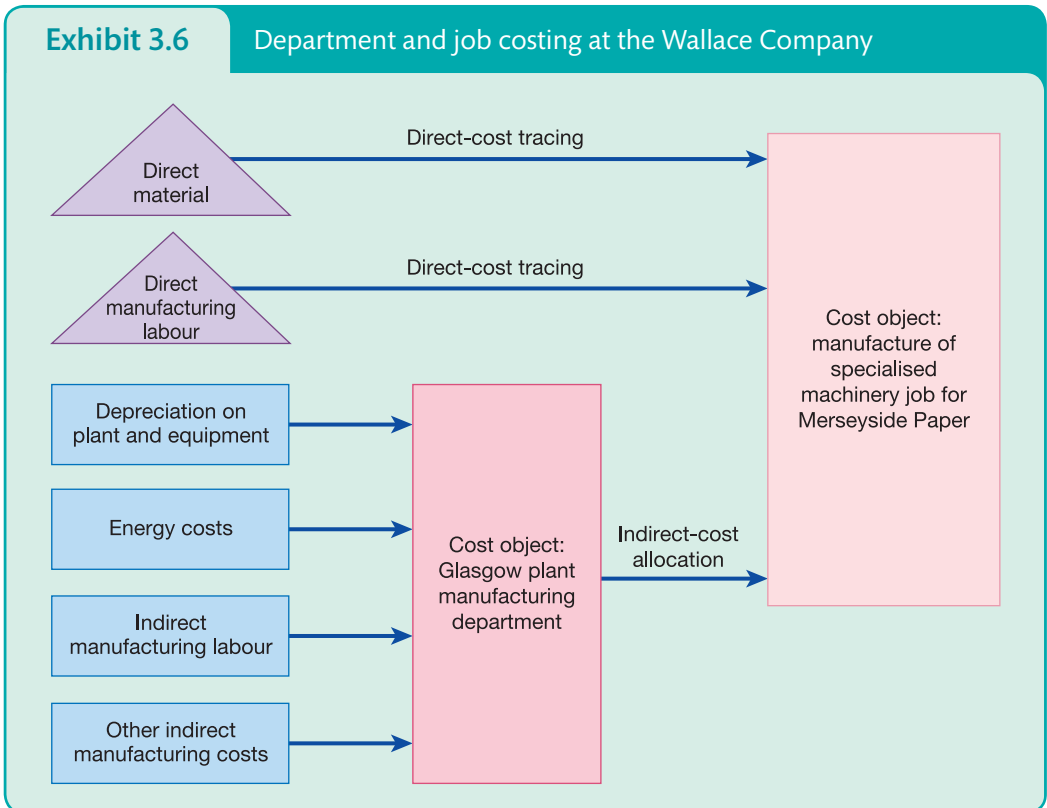 Exhibit 3.6
Department and job costing at the Wallace Company
Direct
material
Direct-cost tracing
Direct
manufacturing
labour
Direct-cost tracing
Cost object:
manufacture of
specialised
machinery job for
Merseyside Paper
Depreciation on
plant and equipment
Energy costs
Indirect
manufacturing labour
Other indirect
manufacturing costs
Cost object:
Glasgow plant
manufacturing
department
Indirect-cost
allocation